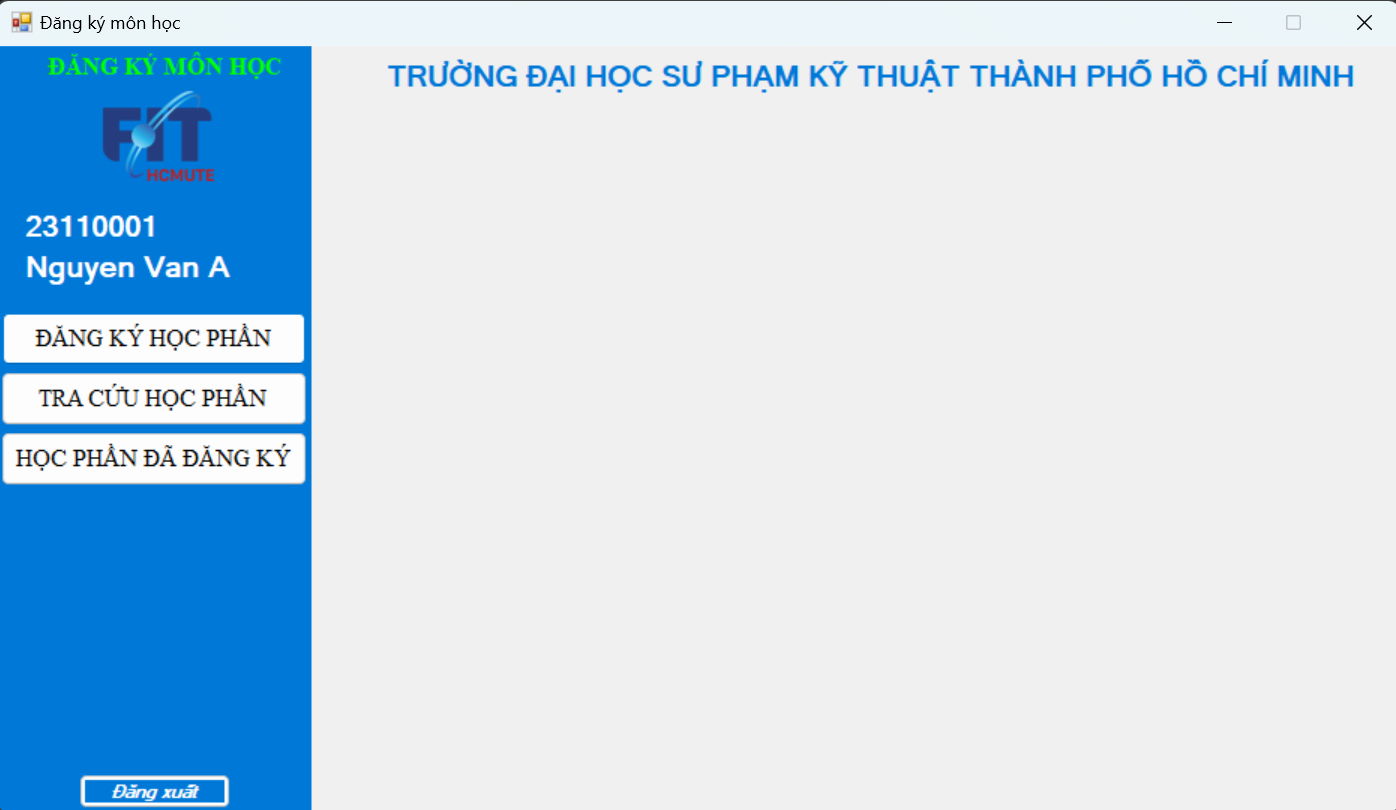 Đăng ký môn học
ĐĂNG KÝ MÔN HỌC
FIT
HCMUTE
23110001
Nguyen Van A
ĐĂNG KÝ HỌC PHẦN
TRA CỨU HỌC PHẦN
HỌC PHẦN ĐÃ ĐĂNG KÝ
Đăng xuất
TRƯỜNG ĐẠI HỌC SƯ PHẠM KỸ THUẬT THÀNH PHỐ HỒ CHÍ MINH